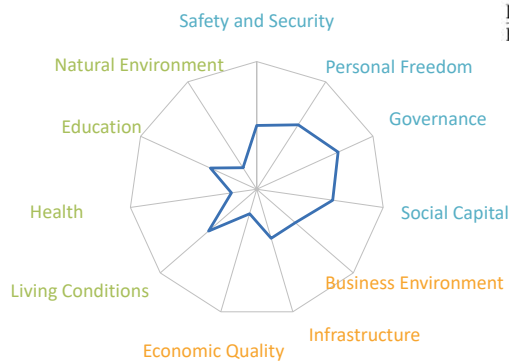 Safety and Security
Natural Environment
Personal Freedom
Education
Governance
Health
Social Capital
Living Conditions
Business Environment
Infrastructure
Economic Quality